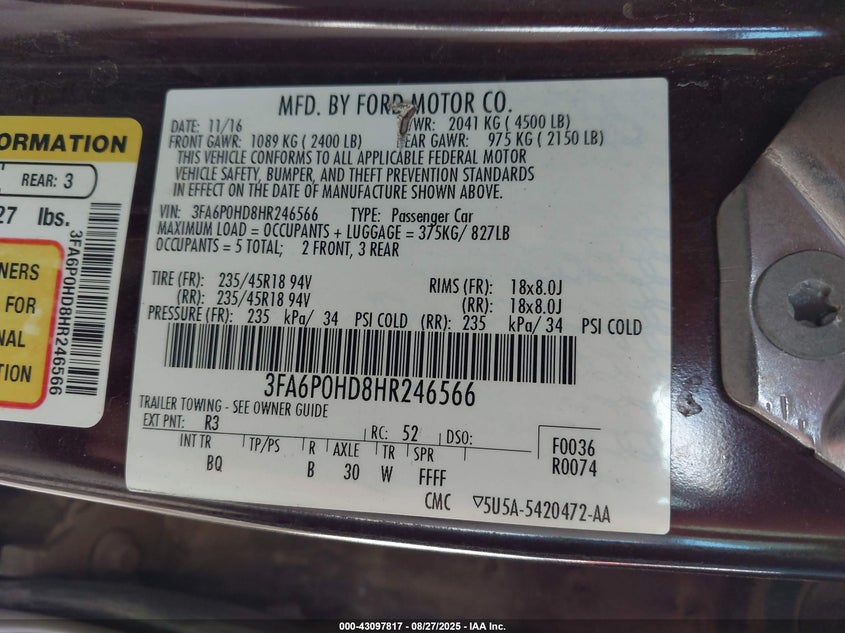 ORMATION
REAR: 3
27 lbs.
3FA6P0HD8HR246566
NERS
FOR
NAL
TION
MFD. BY FORD MOTOR CO.
DATE: 11/16 WR: 2041 KG ( 4500 LB)
FRONT GAWR: 1089 KG ( 2400 LB) EAR GAWR: 975 KG ( 2150 LB)
THIS VEHICLE CONFORMS TO ALL APPLICABLE FEDERAL MOTOR
VEHICLE SAFETY, BUMPER, AND THEFT PREVENTION STANDARDS
IN EFFECT ON THE DATE OF MANUFACTURE SHOWN ABOVE.
VIN: 3FA6P0HD8HR246566 TYPE: Passenger Car
MAXIMUM LOAD = OCCUPANTS + LUGGAGE = 375KG/ 827LB
OCCUPANTS = 5 TOTAL; 2 FRONT, 3 REAR
TIRE (FR): 235/45R18 94V RIMS (FR): 18x8.0J
(RR): 235/45R18 94V (RR): 18x8.0J
PRESSURE (FR): 235 kPa/ 34 PSI COLD (RR): 235 kPa/ 34 PSI COLD
3FA6P0HD8HR246566
TRAILER TOWING - SEE OWNER GUIDE
EXT PNT: R3 RC: 52 DSO: F0036
INT TR TP/PS R AXLE TR SPR R0074
BQ B 30 W FFFF
CMC ▽5U5A-5420472-AA
000-43097817 - 08/27/2025 - IAA Inc.